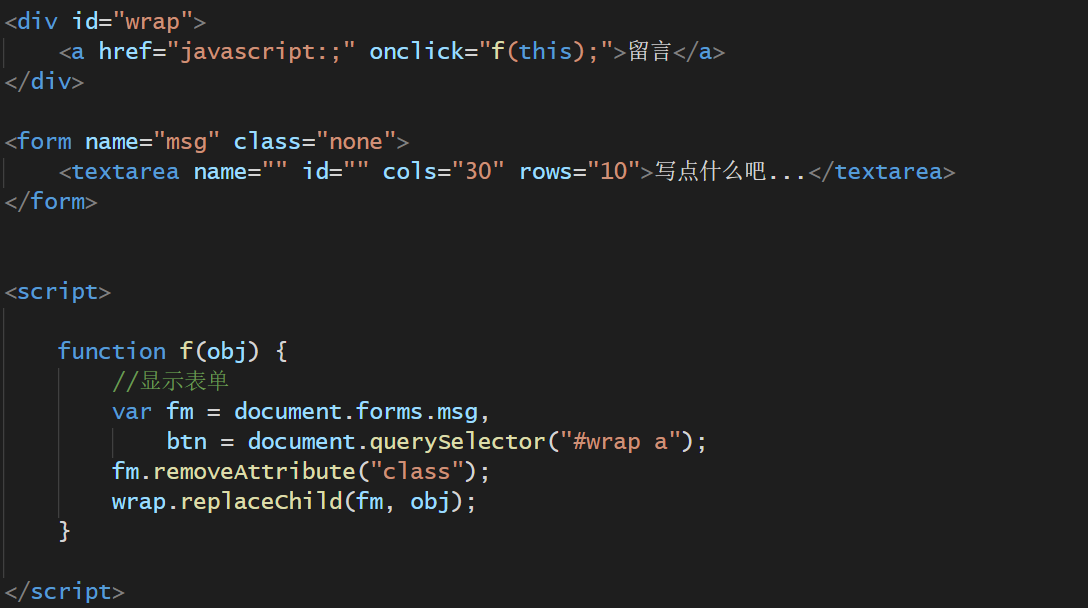 <div id="wrap">
    <a href="javascript:;" onclick="f(this);">留言</a>
</div>
<form name="msg" class="none">
    <textarea name="" id="" cols="30" rows="10">写点什么吧...</textarea>
</form>
<script>
    function f(obj) {
        //显示表单
        var fm = document.forms.msg,
            btn = document.querySelector("#wrap a");
        fm.removeAttribute("class");
        wrap.replaceChild(fm, obj);
    }
</script>